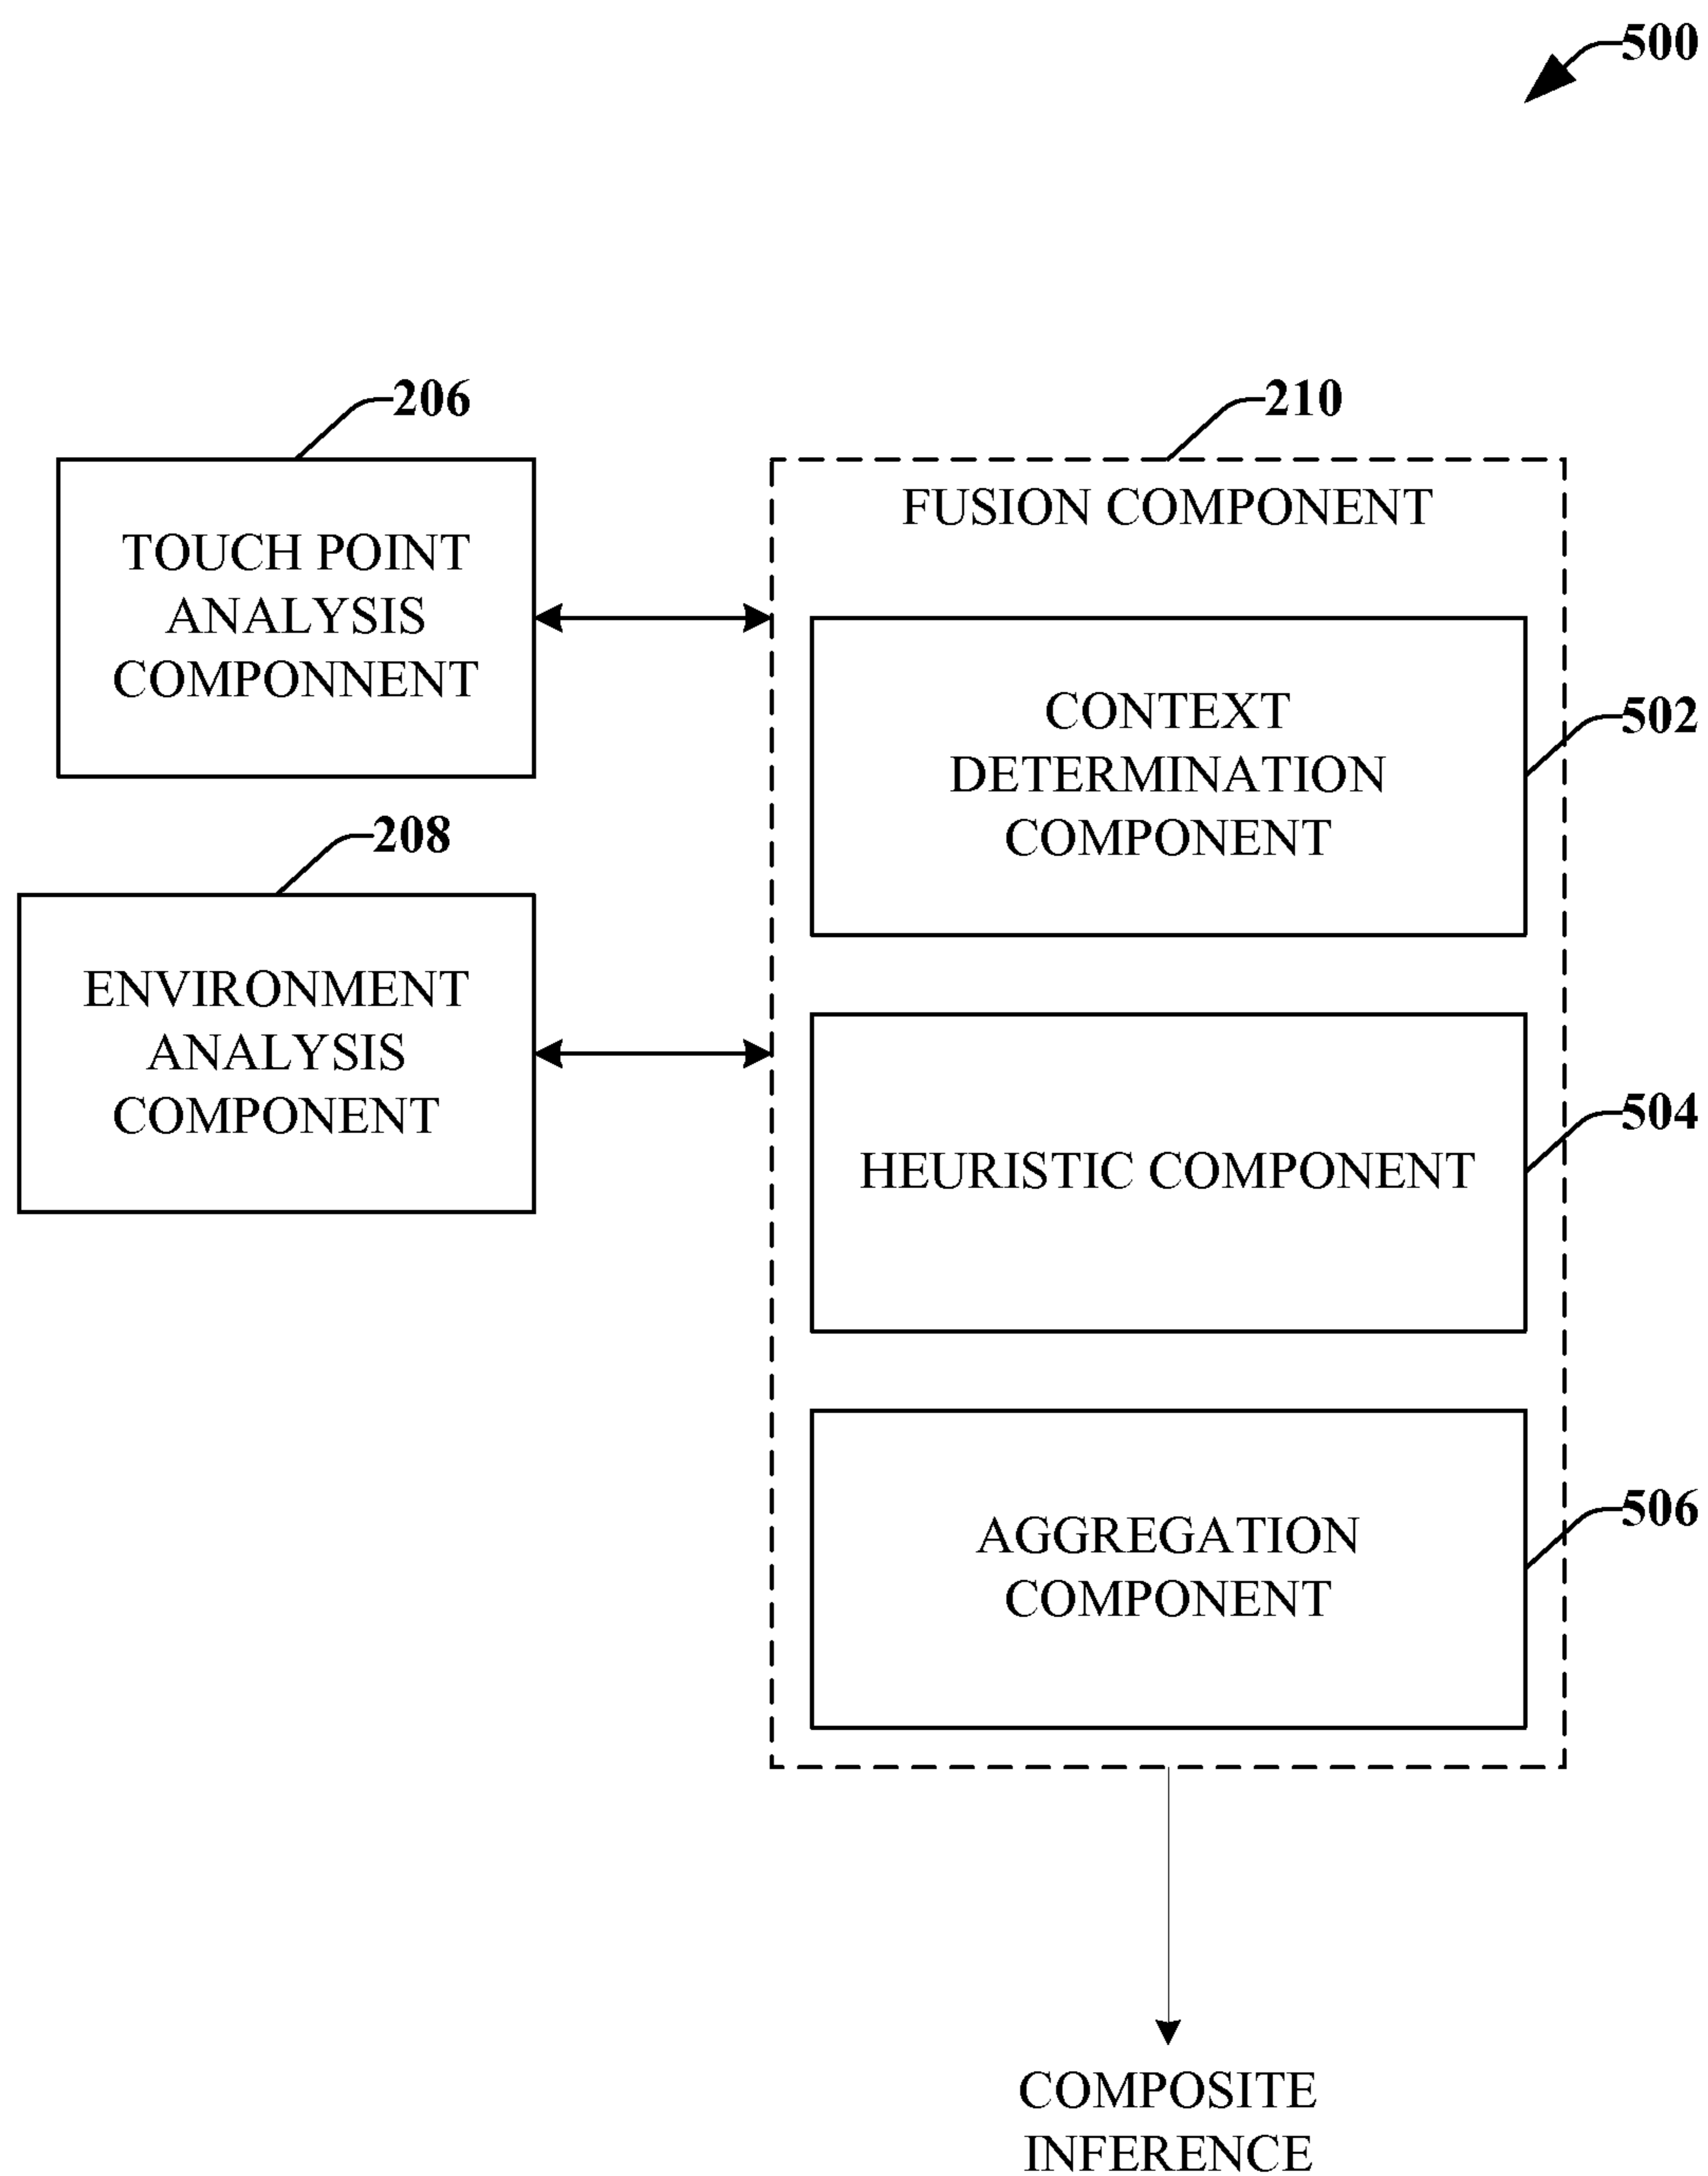 500
206
210
TOUCH POINT
ANALYSIS
COMPONNENT
FUSION COMPONENT
CONTEXT
DETERMINATION
COMPONENT
502
208
ENVIRONMENT
ANALYSIS
COMPONENT
HEURISTIC COMPONENT
504
AGGREGATION
COMPONENT
506
COMPOSITE
INFERENCE